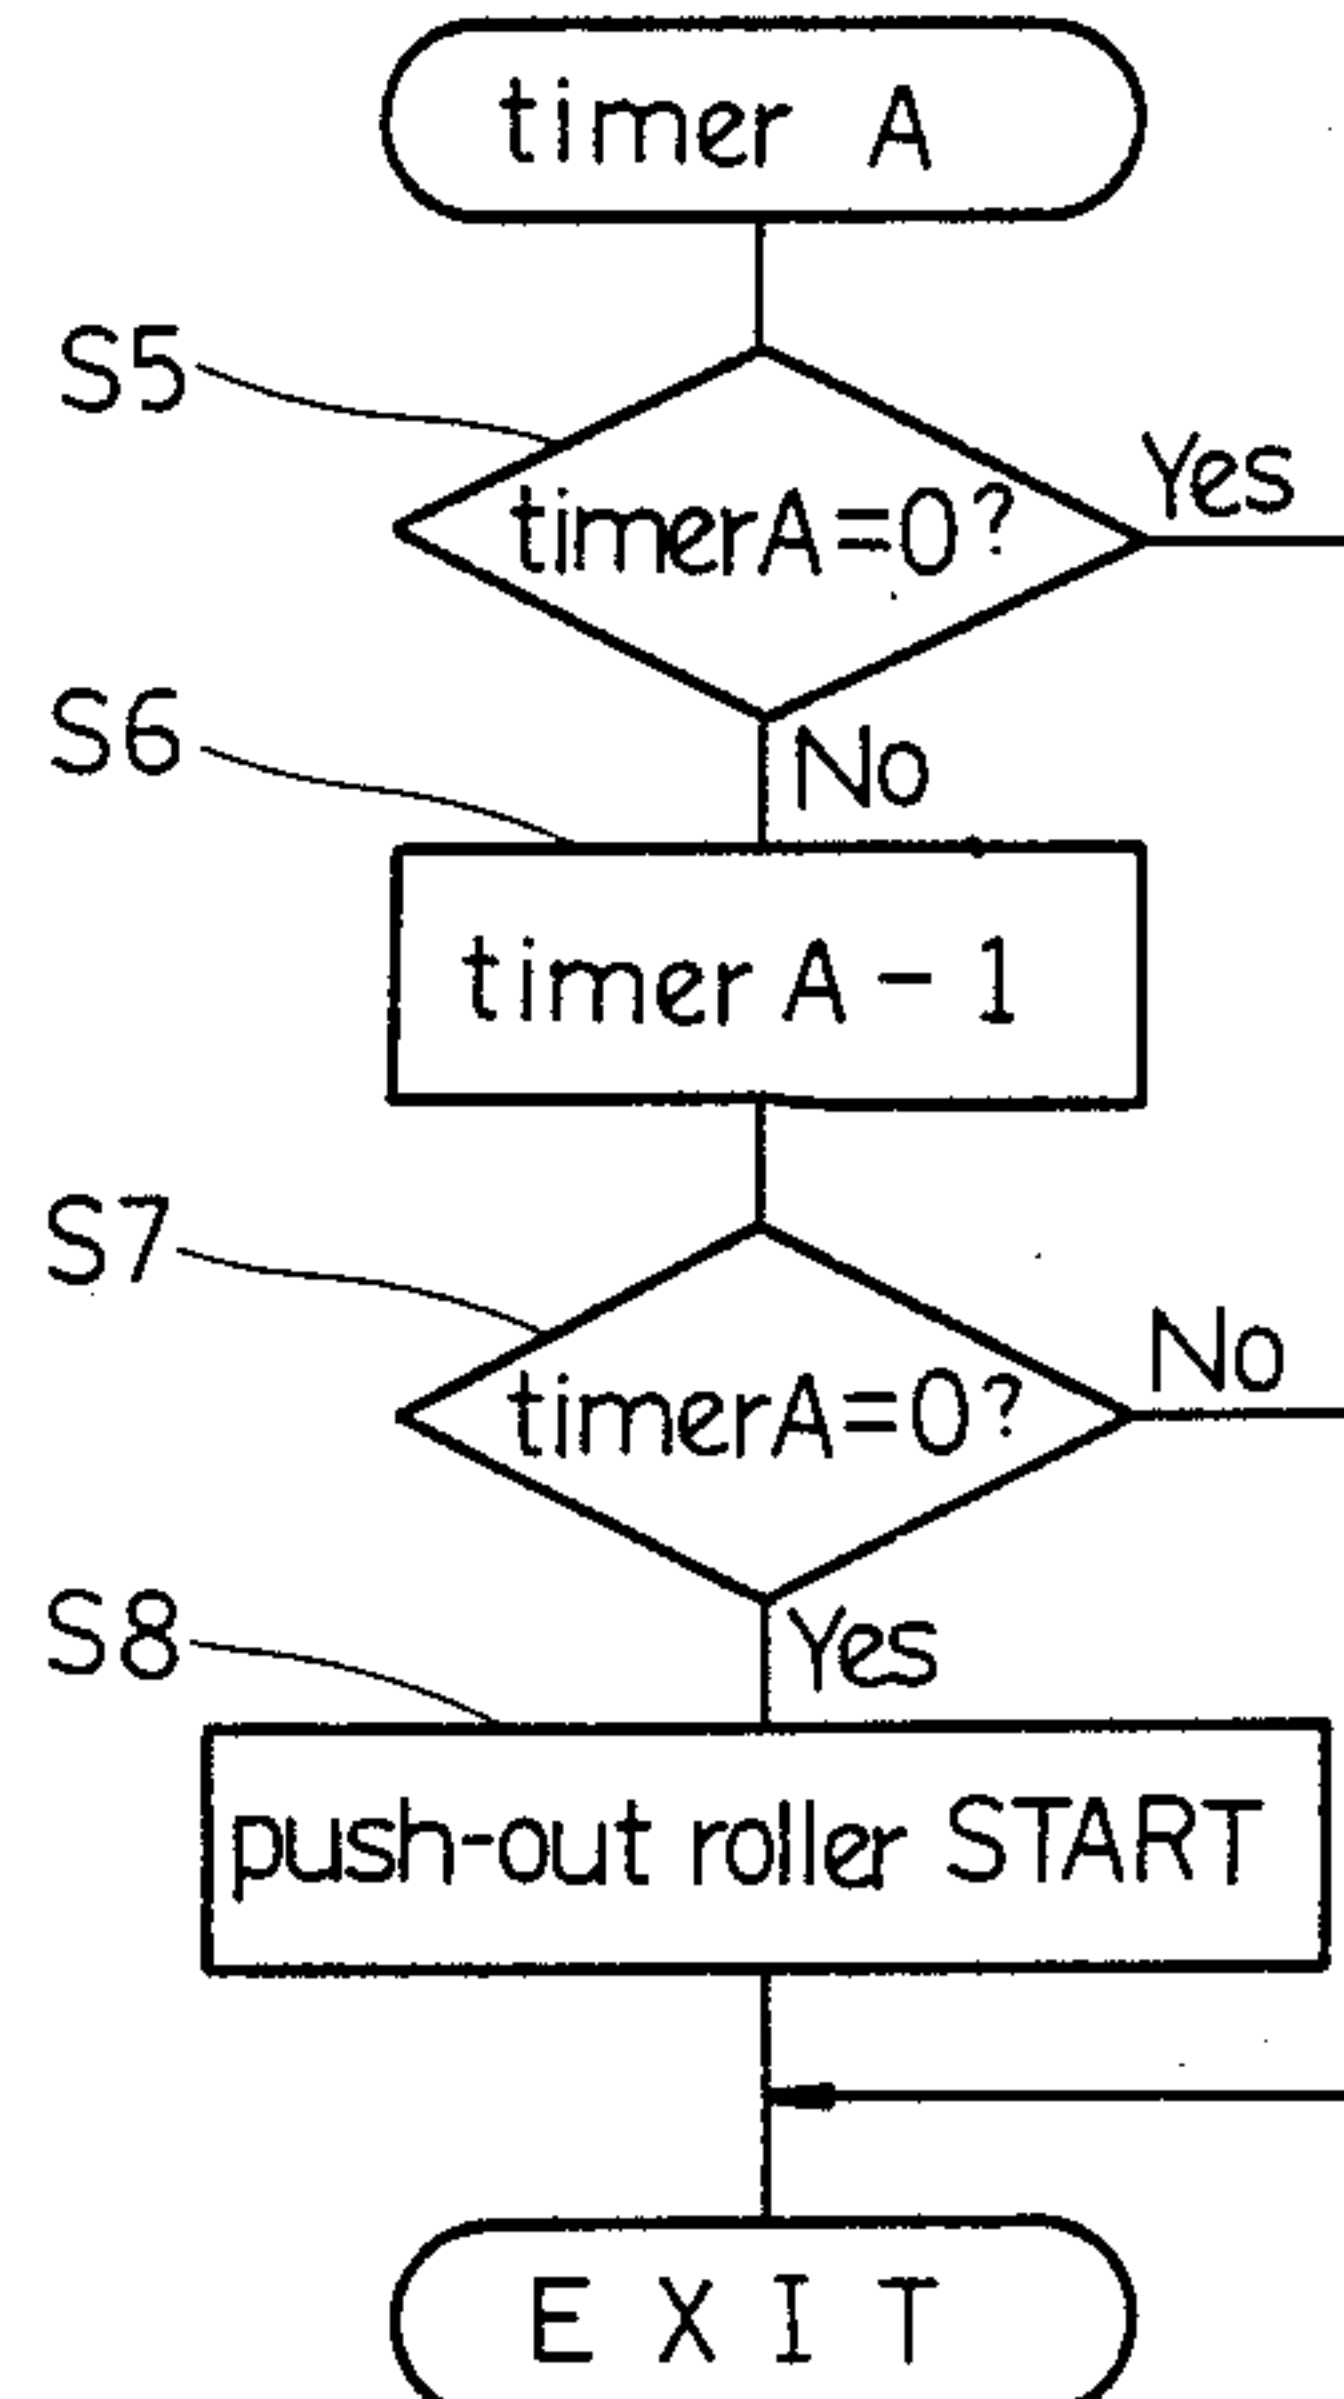 timer A
S5
timerA=0?
Yes
S6
No
timer A - 1
S7
timerA=0?
No
S8
Yes
push-out roller START
EXIT